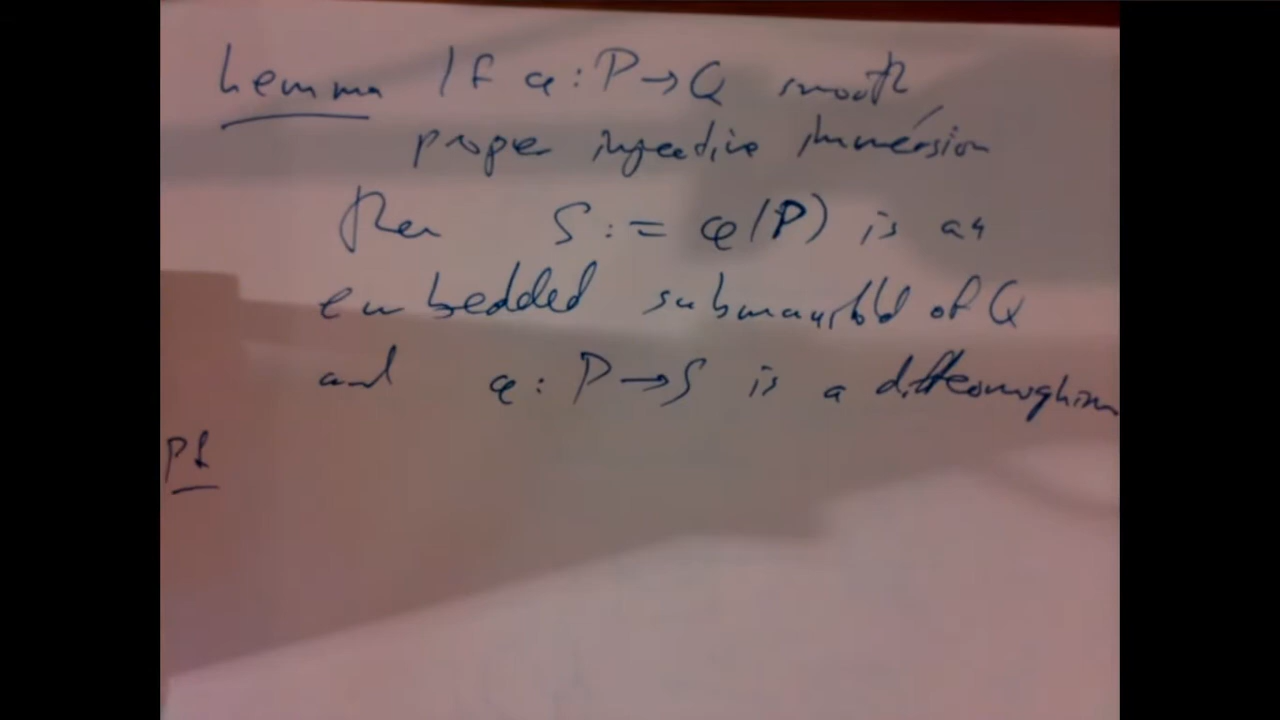 Lemma If φ : P → Q smooth,
proper injective immersion
then S := φ(P) is an
embedded submanifold of Q
and φ : P → S is a diffeomorphism
Pf